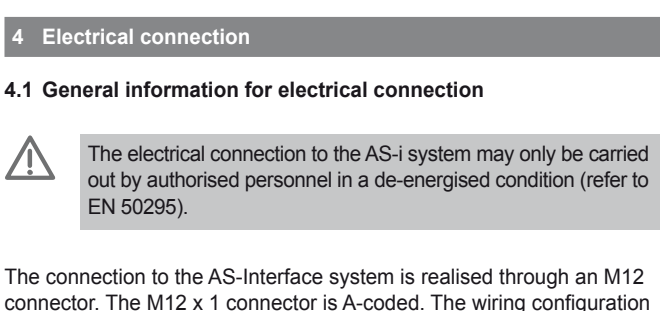 4 Electrical connection
4.1 General information for electrical connection
The electrical connection to the AS-i system may only be carried
out by authorised personnel in a de-energised condition (refer to
EN 50295).
The connection to the AS-Interface system is realised through an M12
connector. The M12 x 1 connector is A-coded. The wiring configuration